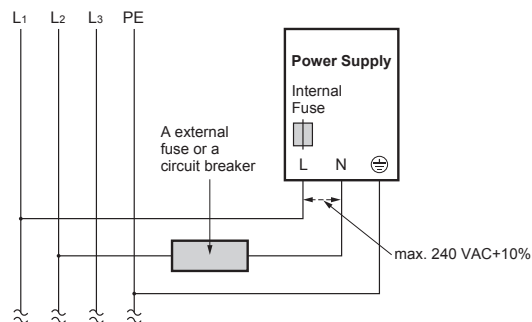 L1 L2 L3 PE
Power Supply
Internal
Fuse
A external
fuse or a
circuit breaker
L N
max. 240 VAC+10%